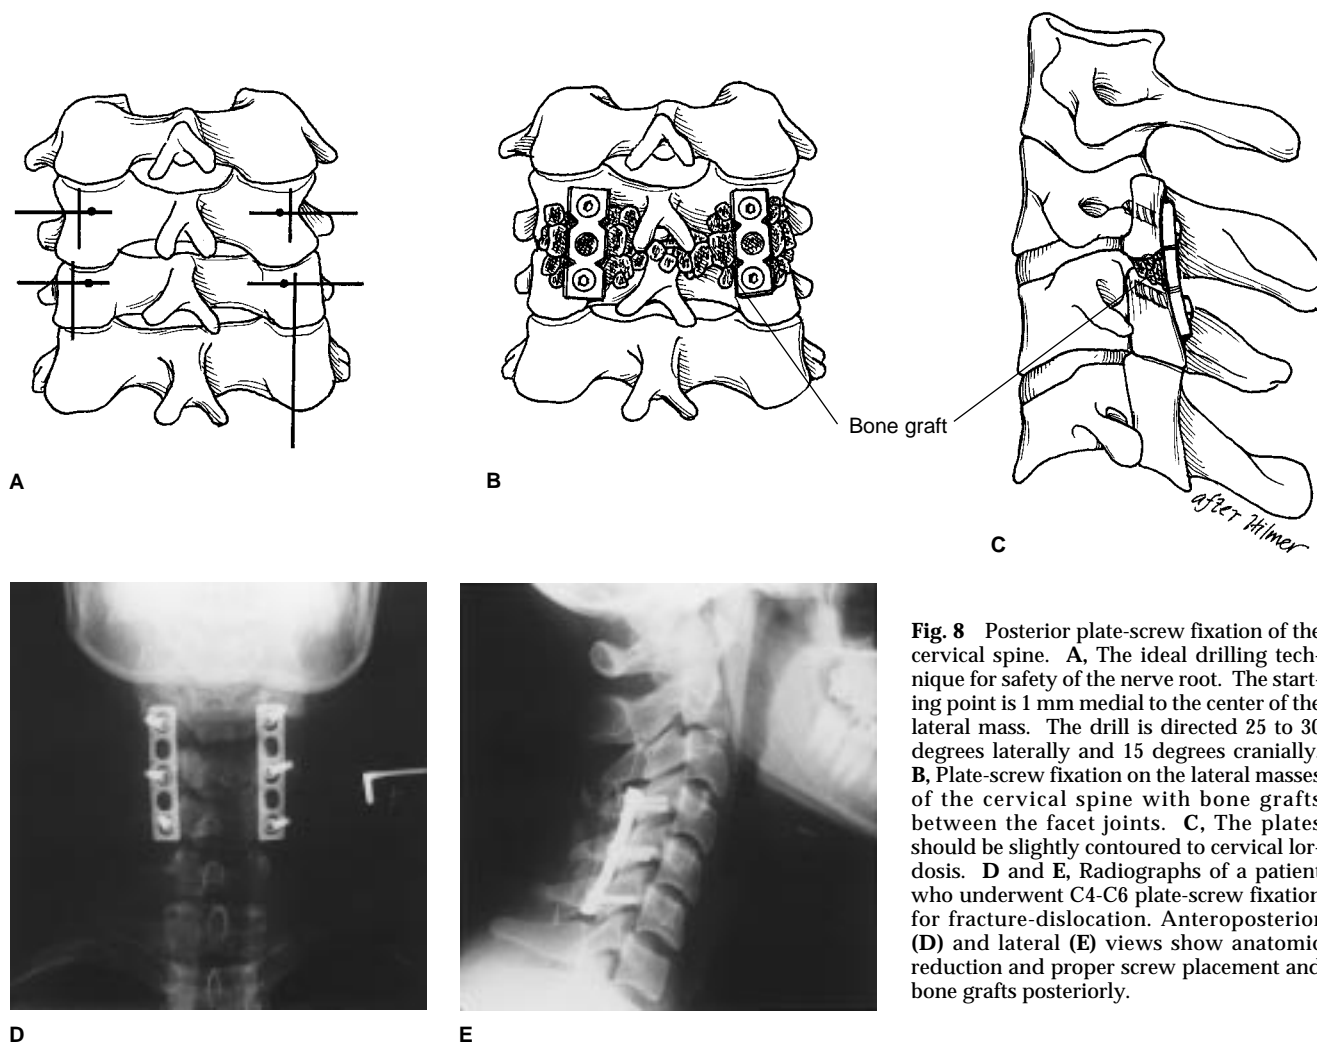 A
B
Bone graft
after Hilmer
C
D
E
Fig. 8 Posterior plate-screw fixation of the
cervical spine. A, The ideal drilling tech-
nique for safety of the nerve root. The start-
ing point is 1 mm medial to the center of the
lateral mass. The drill is directed 25 to 30
degrees laterally and 15 degrees cranially.
B, Plate-screw fixation on the lateral masses
of the cervical spine with bone grafts
between the facet joints. C, The plates
should be slightly contoured to cervical lor-
dosis. D and E, Radiographs of a patient
who underwent C4-C6 plate-screw fixation
for fracture-dislocation. Anteroposterior
(D) and lateral (E) views show anatomic
reduction and proper screw placement and
bone grafts posteriorly.